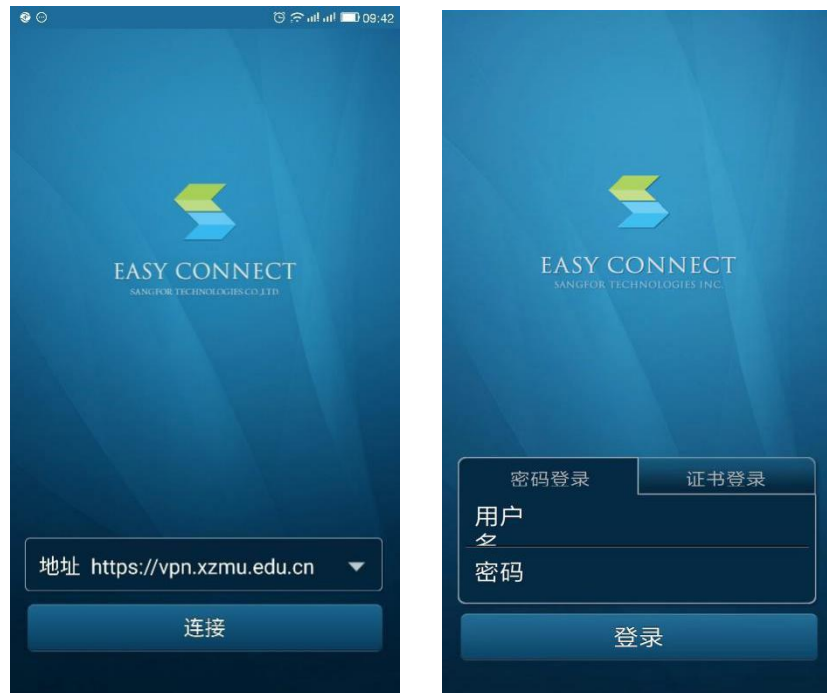 09:42
EASY CONNECT
SANGFOR TECHNOLOGIES CO.,LTD
地址 https://vpn.xzmu.edu.cn
连接
EASY CONNECT
SANGFOR TECHNOLOGIES INC.
密码登录 证书登录
用户
名
密码
登录